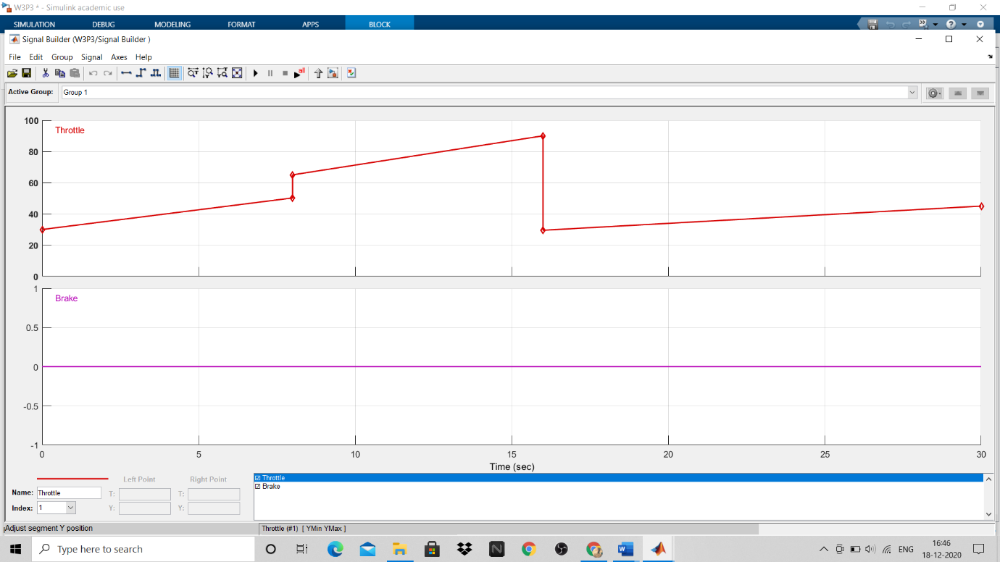 W3P3 * - Simulink academic use
SIMULATION DEBUG MODELING FORMAT APPS BLOCK
Signal Builder (W3P3/Signal Builder )
File Edit Group Signal Axes Help
all
Active Group: Group 1
100
Throttle
80
60
40
20
0
1
Brake
0.5
0
-0.5
-1
0 5 10 15 20 25 30
Time (sec)
Left Point Right Point
Throttle
Brake
Name: Throttle T: T:
Index: 1 Y: Y:
Adjust segment Y position Throttle (#1) [ YMin YMax ]
Type here to search
W
N
ENG
16:46
18-12-2020